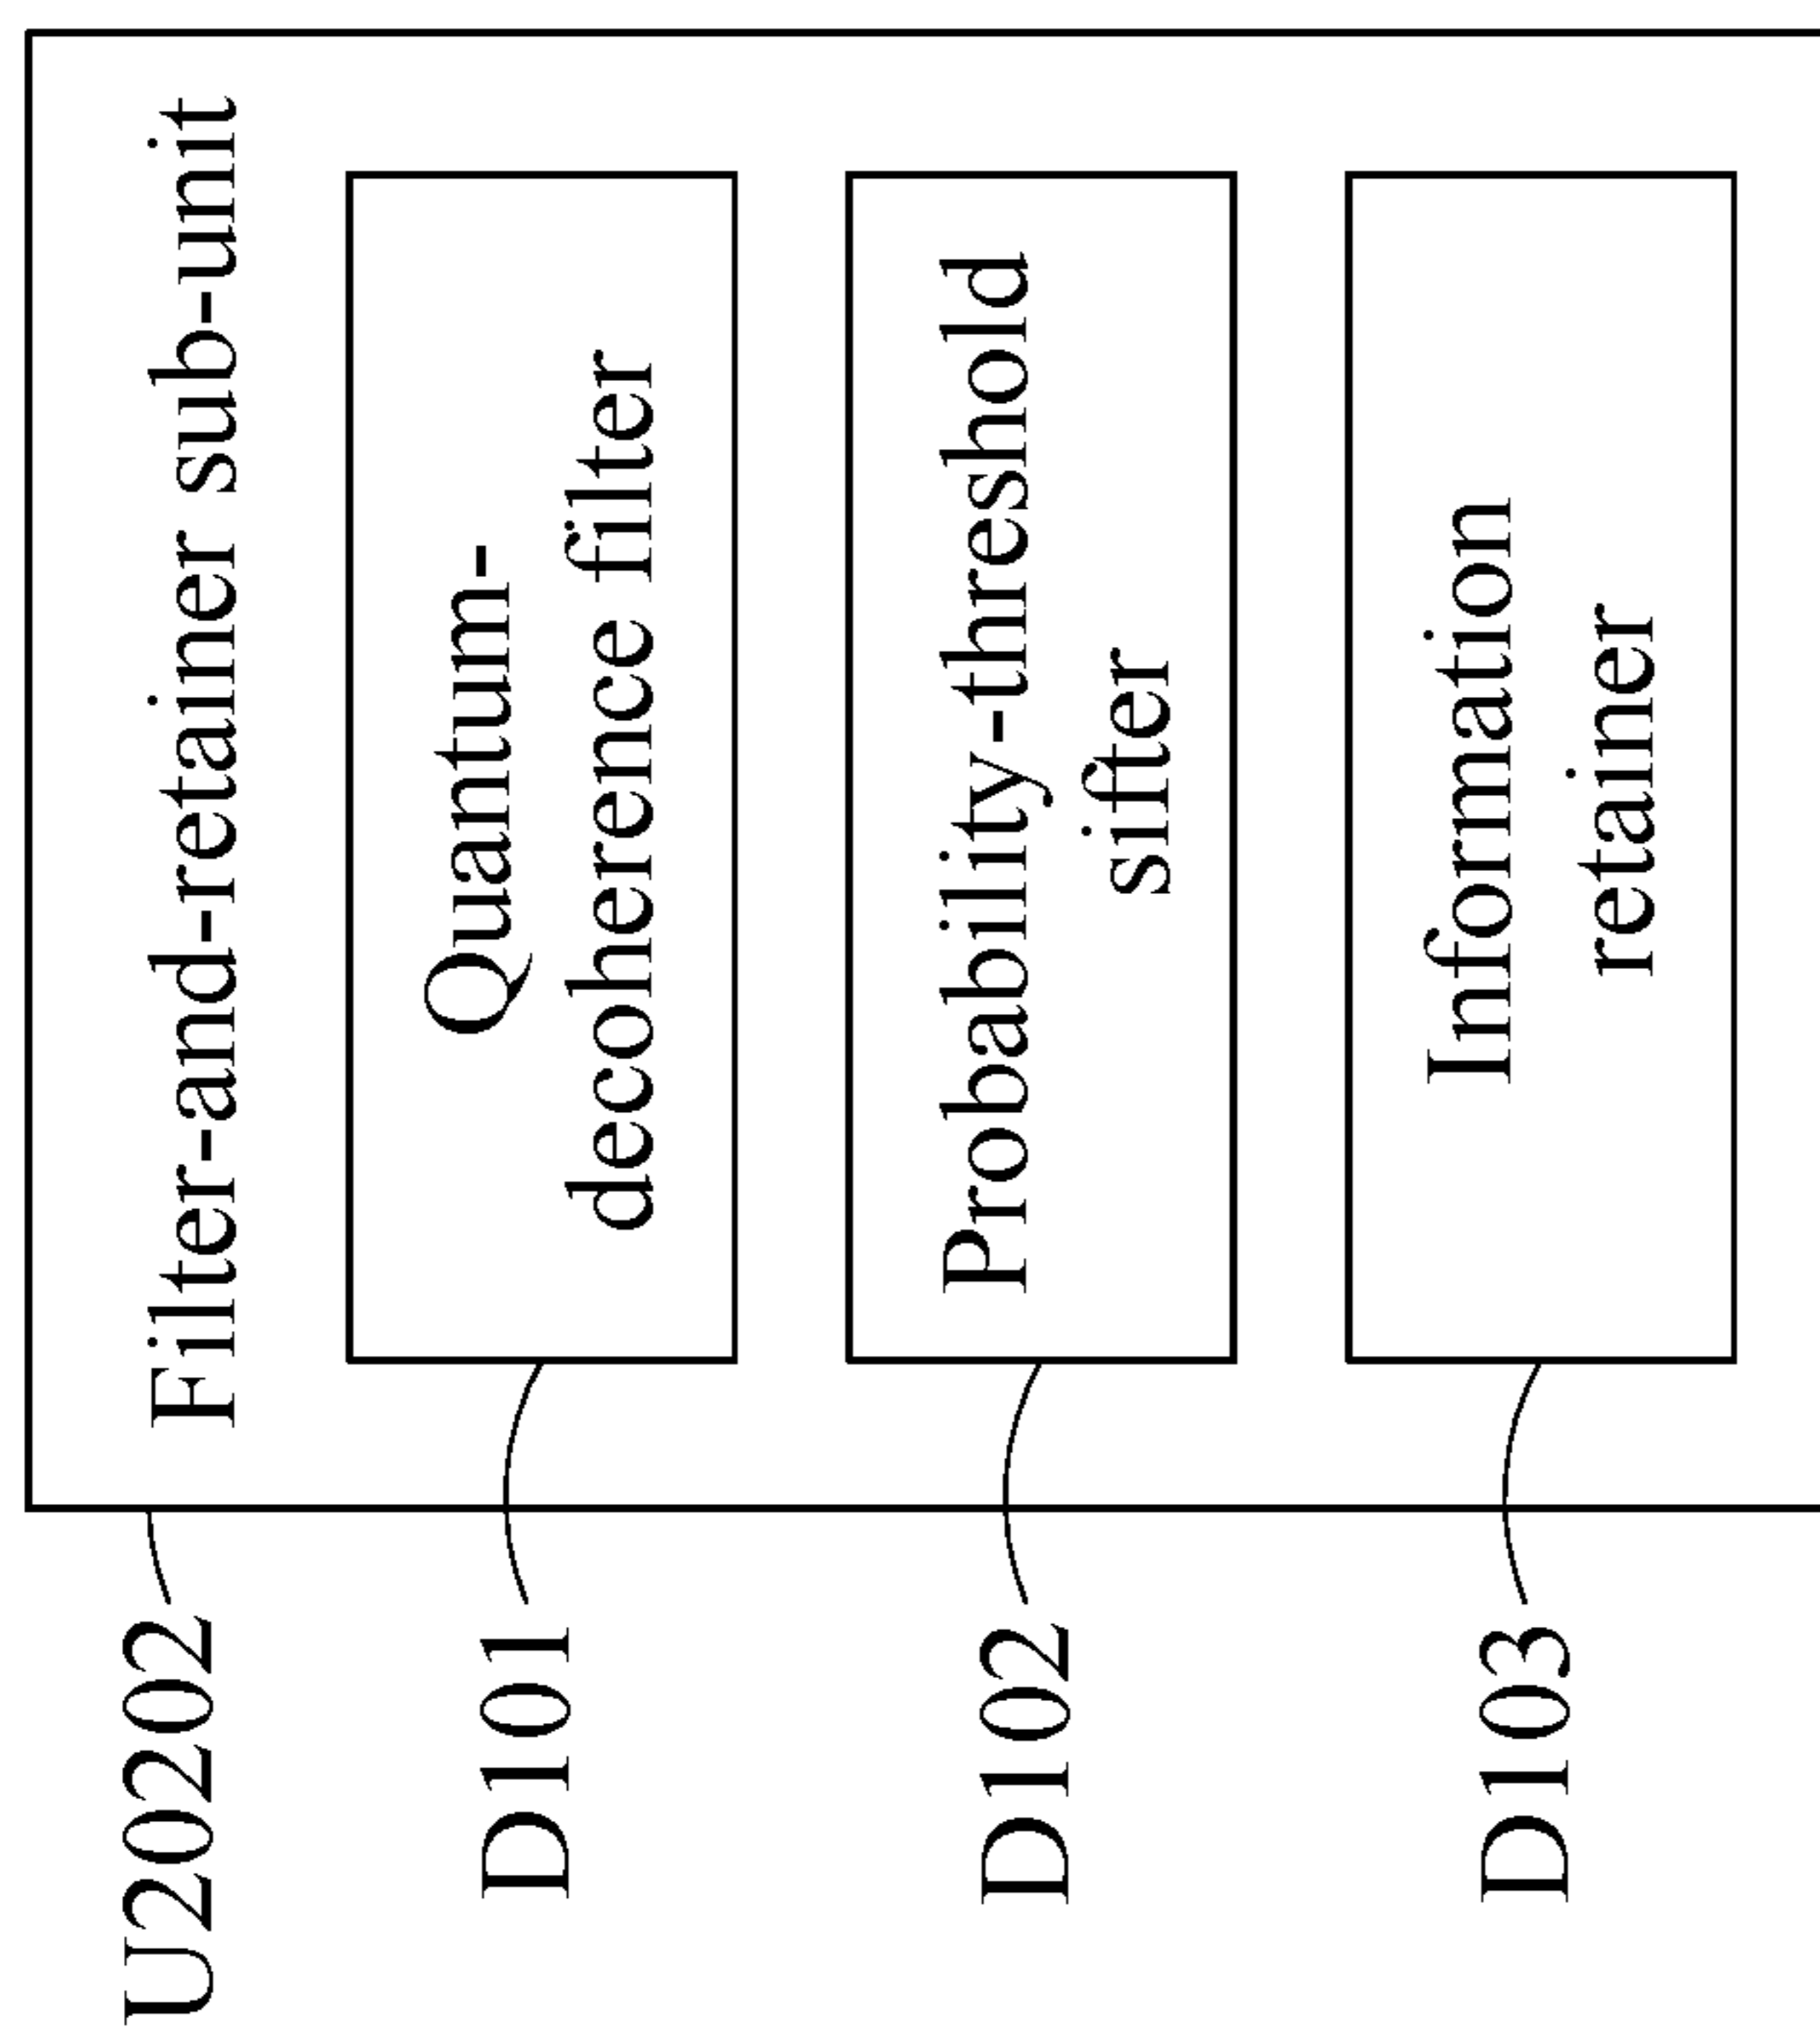 U20202
Filter-and-retainer sub-unit
D101
Quantum-
decoherence filter
D102
Probability-threshold
sifter
D103
Information
retainer